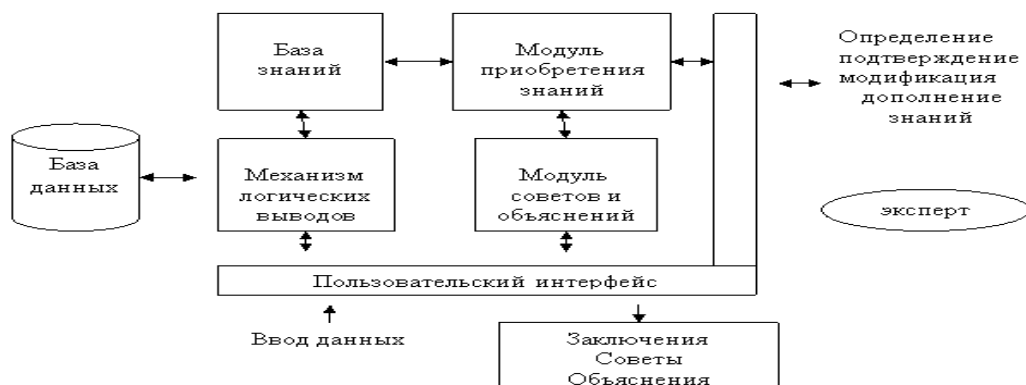 База
знаний
Модуль
приобретения
знаний
Определение
подтверждение
модификация
дополнение
знаний
База
данных
Механизм
логических
выводов
Модуль
советов и
объяснений
эксперт
Пользовательский интерфейс
Ввод данных
Заключения
Советы
Объяснения